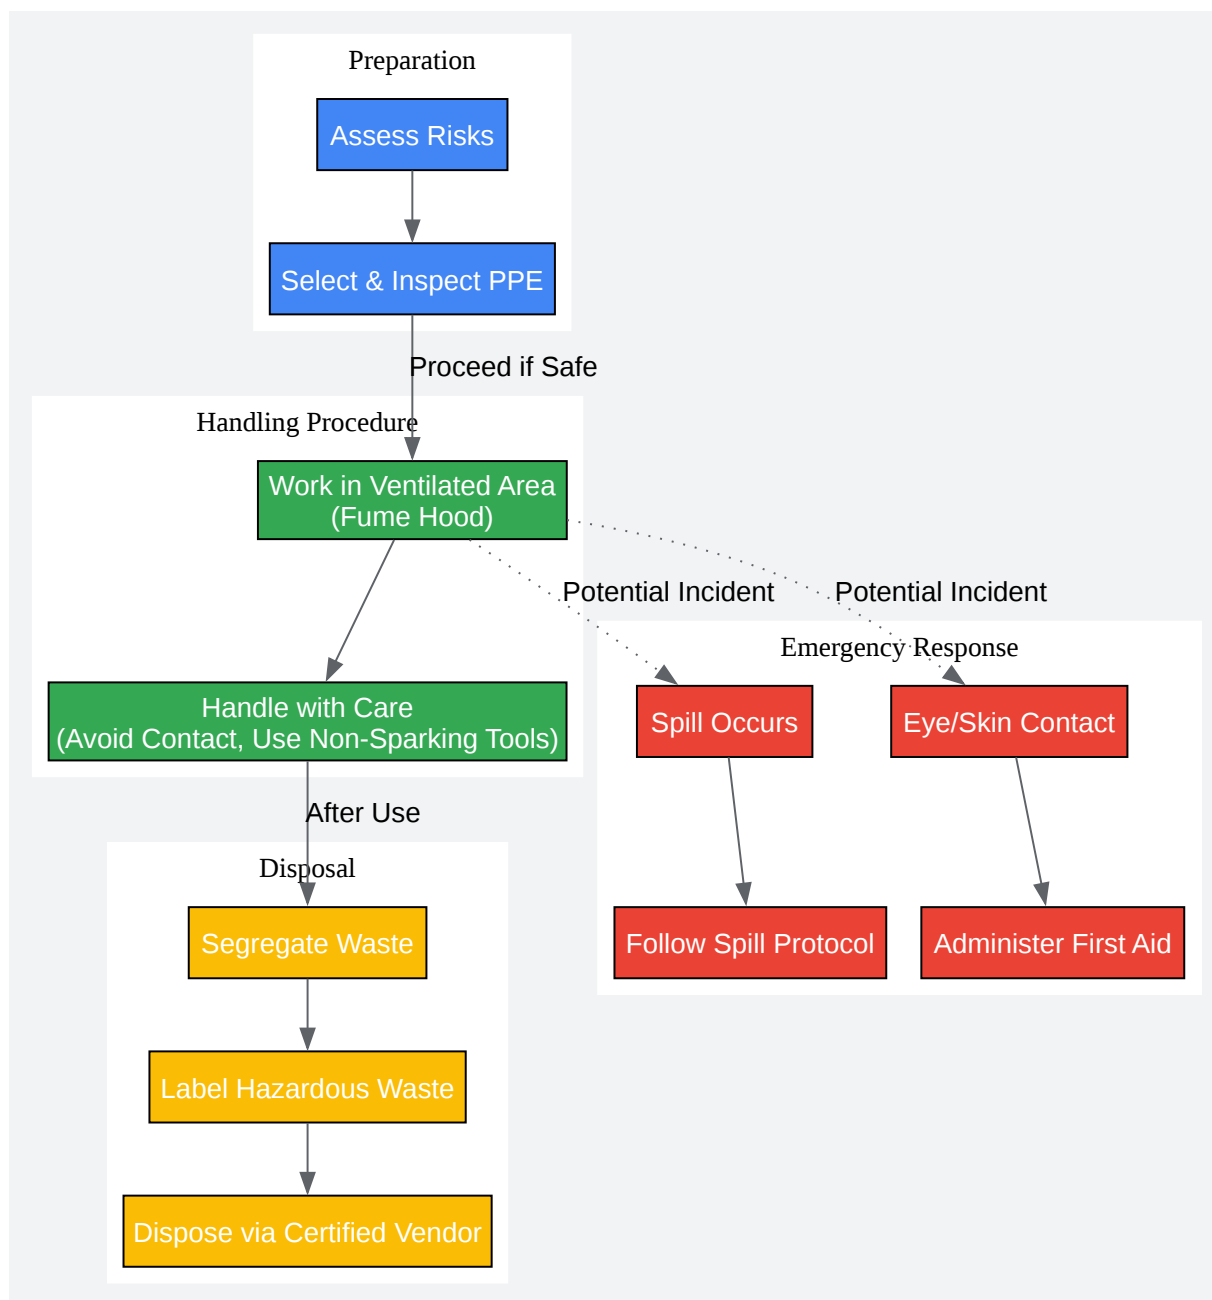 Preparation
Assess Risks
Select & Inspect PPE
Proceed if Safe
Handling Procedure
Work in Ventilated Area
(Fume Hood)
Potential Incident
Potential Incident
Handle with Care
(Avoid Contact, Use Non-Sparking Tools)
Emergency Response
Spill Occurs
Eye/Skin Contact
Follow Spill Protocol
Administer First Aid
After Use
Disposal
Segregate Waste
Label Hazardous Waste
Dispose via Certified Vendor